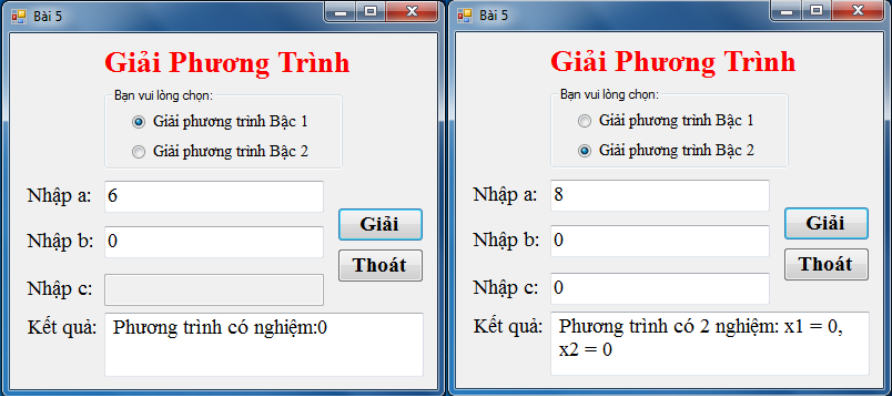 Bài 5
Giải Phương Trình
Bạn vui lòng chọn:
Giải phương trình Bậc 1
Giải phương trình Bậc 2
Nhập a: 6
Nhập b: 0
Giải
Thoát
Nhập c:
Kết quả: Phương trình có nghiệm:0
Bài 5
Giải Phương Trình
Bạn vui lòng chọn:
Giải phương trình Bậc 1
Giải phương trình Bậc 2
Nhập a: 8
Nhập b: 0
Giải
Thoát
Nhập c: 0
Kết quả: Phương trình có 2 nghiệm: x1 = 0,
x2 = 0